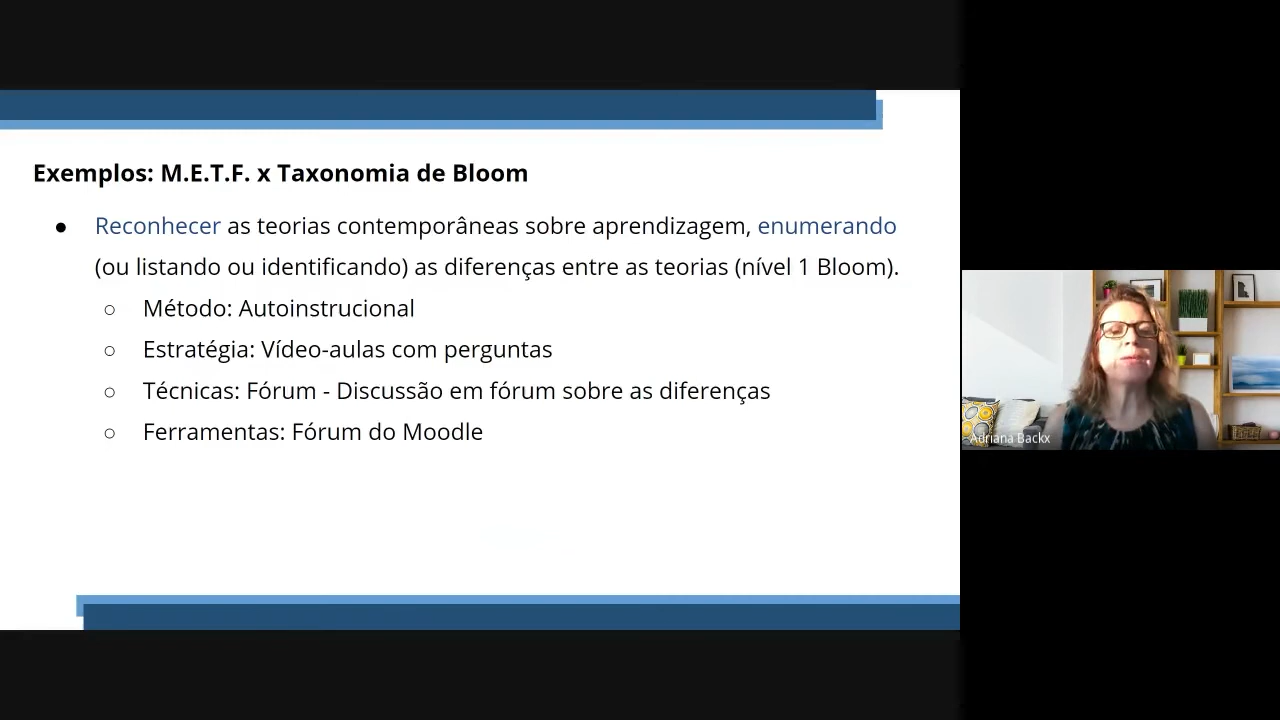 Exemplos: M.E.T.F. x Taxonomia de Bloom
● Reconhecer as teorias contemporâneas sobre aprendizagem, enumerando
(ou listando ou identificando) as diferenças entre as teorias (nível 1 Bloom).
○ Método: Autoinstrucional
○ Estratégia: Vídeo-aulas com perguntas
○ Técnicas: Fórum - Discussão em fórum sobre as diferenças
○ Ferramentas: Fórum do Moodle
Adriana Backx